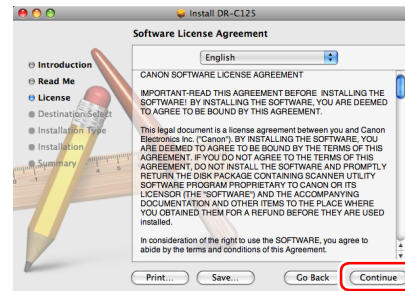 Install DR-C125
Software License Agreement
English
Introduction
Read Me
License
Destination Select
Installation Type
Installation
Summary
CANON SOFTWARE LICENSE AGREEMENT
IMPORTANT-READ THIS AGREEMENT BEFORE INSTALLING THE
SOFTWARE! BY INSTALLING THE SOFTWARE, YOU ARE DEEMED
TO AGREE TO BE BOUND BY THIS AGREEMENT.
This legal document is a license agreement between you and Canon
Electronics Inc. ("Canon"). BY INSTALLING THE SOFTWARE, YOU
ARE DEEMED TO AGREE TO BE BOUND BY THE TERMS OF THIS
AGREEMENT. IF YOU DO NOT AGREE TO THE TERMS OF THIS
AGREEMENT, DO NOT INSTALL THE SOFTWARE AND PROMPTLY
RETURN THE DISK PACKAGE CONTAINING SCANNER UTILITY
SOFTWARE PROGRAM PROPRIETARY TO CANON OR ITS
LICENSOR (THE "SOFTWARE") AND THE ACCOMPANYING
DOCUMENTATION AND OTHER ITEMS TO THE PLACE WHERE
YOU OBTAINED THEM FOR A REFUND BEFORE THEY ARE USED
installed.
In consideration of the right to use the SOFTWARE, you agree to
abide by the terms and conditions of this Agreement.
Print... Save... Go Back Continue